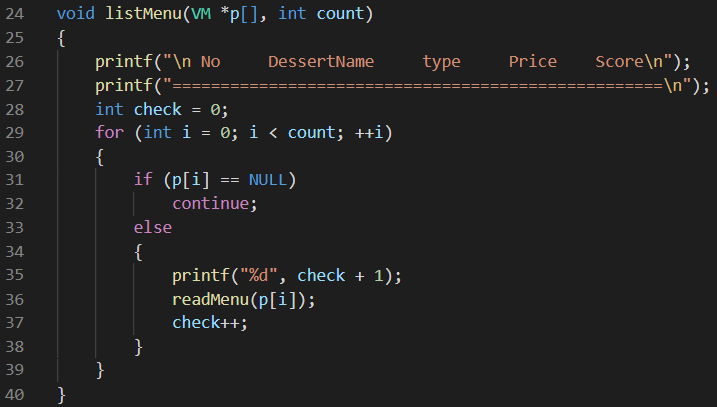 24 void listMenu(VM *p[], int count)
25 {
26     printf("\n No     DessertName     type     Price    Score\n");
27     printf("===================================================\n");
28     int check = 0;
29     for (int i = 0; i < count; ++i)
30     {
31         if (p[i] == NULL)
32             continue;
33         else
34         {
35             printf("%d", check + 1);
36             readMenu(p[i]);
37             check++;
38         }
39     }
40 }